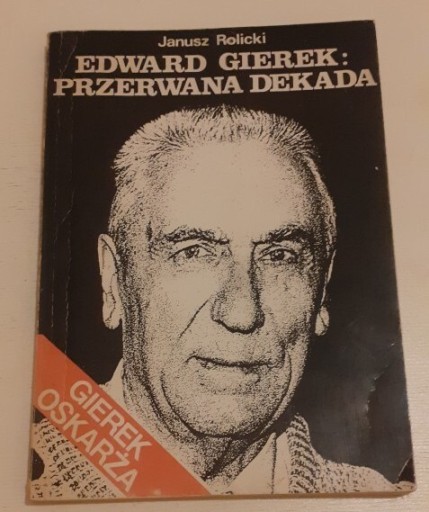 Janusz Rolicki
EDWARD GIEREK:
PRZERWANA DEKADA
GIEREK
OSKARŻA